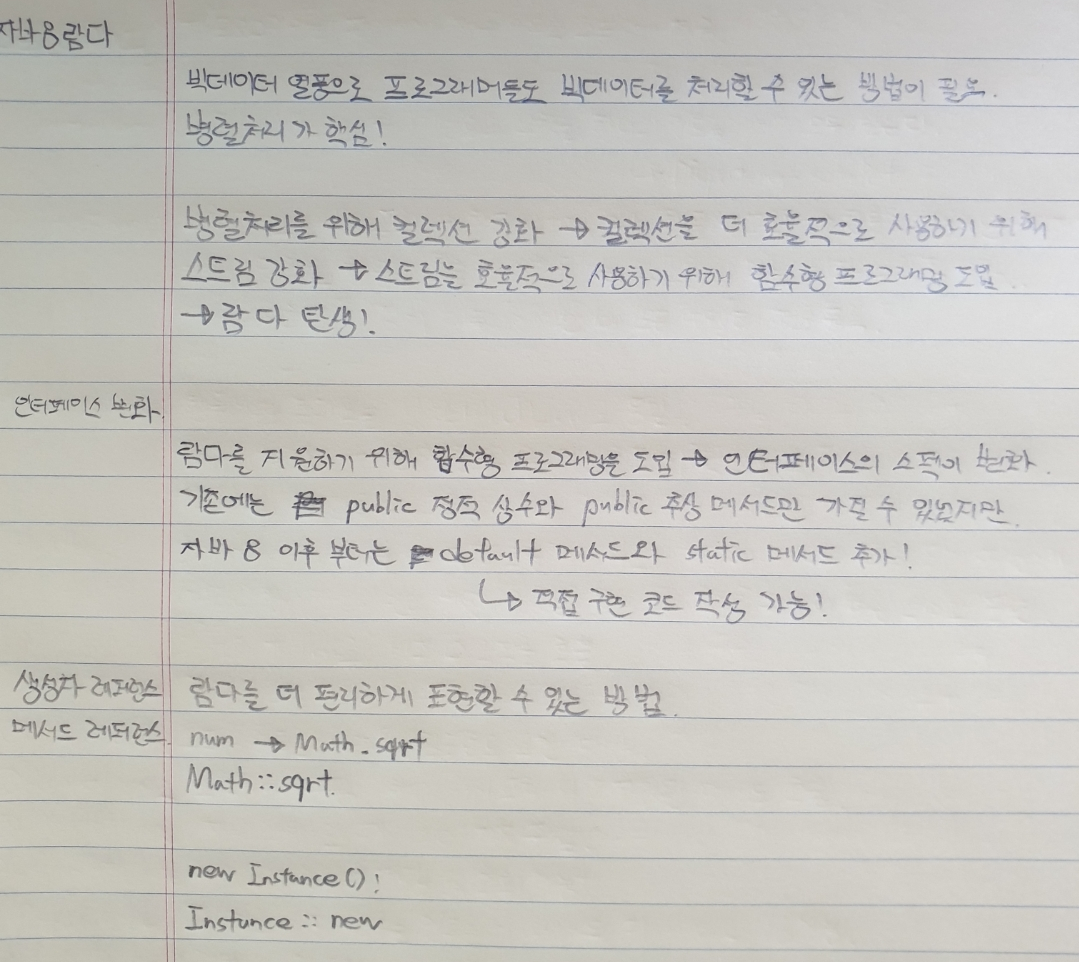 자바8 람다
빅데이터 열풍으로 프로그래머들도 빅데이터를 처리할 수 있는 방법이 필요.
병렬처리가 핵심!
병렬처리를 위해 컬렉션 강화 → 컬렉션을 더 효율적으로 사용하기 위해
스트림 강화 → 스트림는 효율적으로 사용하기 위해 함수형 프로그래밍 도입
→ 람다 탄생!
인터페이스 변화
람다를 지원하기 위해 함수형 프로그래밍을 도입 → 인터페이스의 스펙이 변화.
기존에는 public 정적 상수와 public 추상 메서드만 가질 수 있었지만
자바 8 이후 부터는 default 메서드와 static 메서드 추가!
↳ 직접 구현 코드 작성 가능!
생성자 레퍼런스 람다를 더 편리하게 표현할 수 있는 방법.
메서드 레퍼런스. num → Math.sqrt
Math::sqrt.
new Instance();
Instance::new